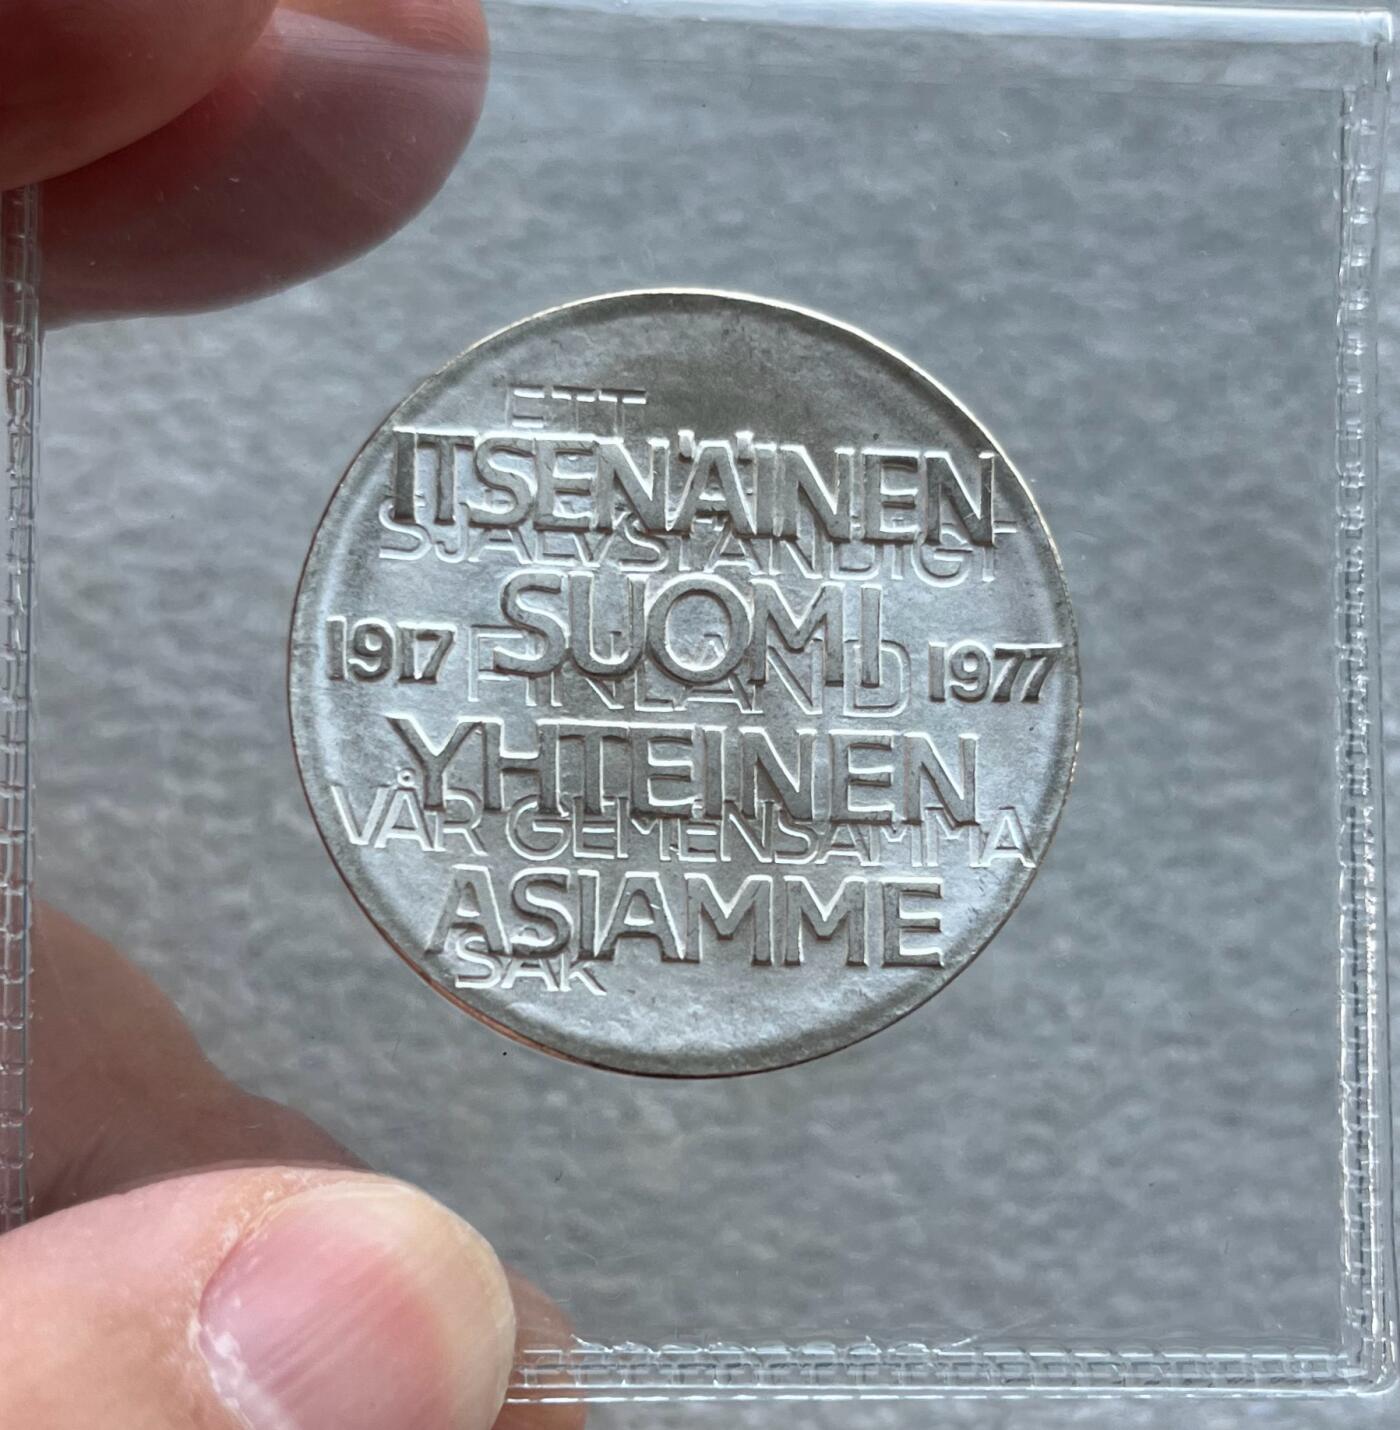 ETT
ITSENÄINEN
SJÄLVSTÄNDIGT
SUOMI
1917 FINLAND 1977
YHTEINEN
VÅR GEMENSAMMA
ASIAMME
SAK